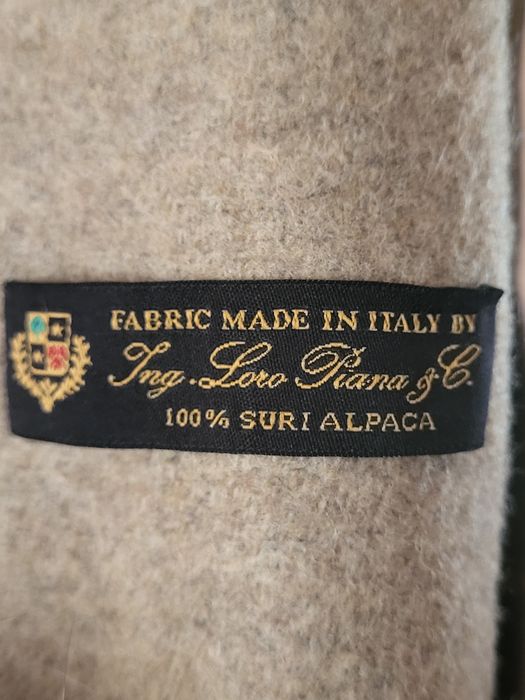 FABRIC MADE IN ITALY BY
Ing. Loro Piana & C.
100% SURI ALPACA